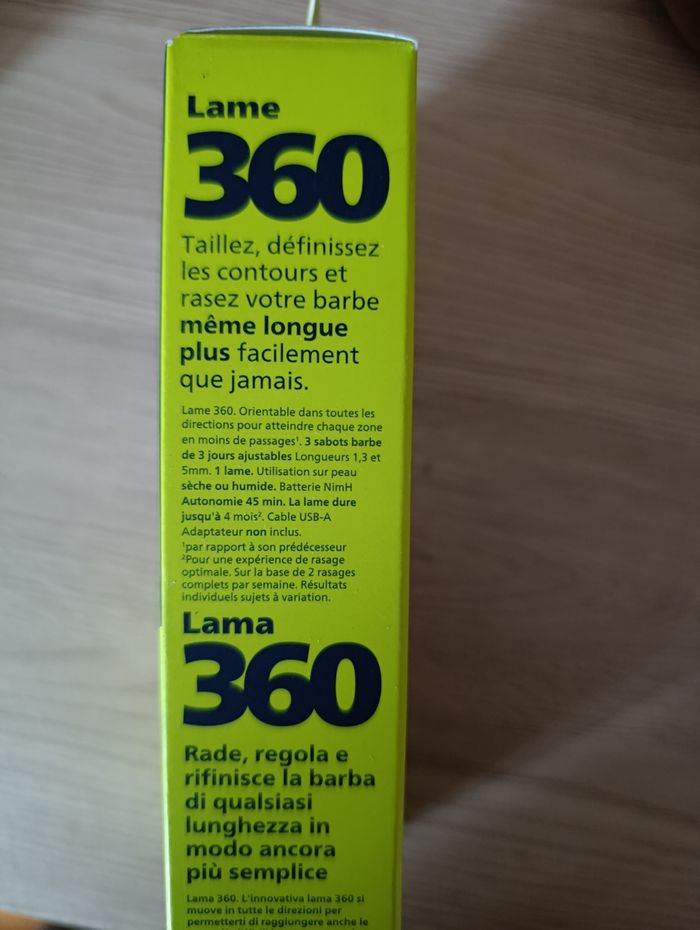 Lame
360
Taillez, définissez
les contours et
rasez votre barbe
même longue
plus facilement
que jamais.
Lame 360. Orientable dans toutes les
directions pour atteindre chaque zone
en moins de passages¹. 3 sabots barbe
de 3 jours ajustables Longueurs 1,3 et
5mm. 1 lame. Utilisation sur peau
sèche ou humide. Batterie NimH
Autonomie 45 min. La lame dure
jusqu'à 4 mois². Cable USB-A
Adaptateur non inclus.
¹par rapport à son prédécesseur
²Pour une expérience de rasage
optimale. Sur la base de 2 rasages
complets par semaine. Résultats
individuels sujets à variation.
Lama
360
Rade, regola e
rifinisce la barba
di qualsiasi
lunghezza in
modo ancora
più semplice
Lama 360. L'innovativa lama 360 si
muove in tutte le direzioni per
permetterti di raggiungere anche le